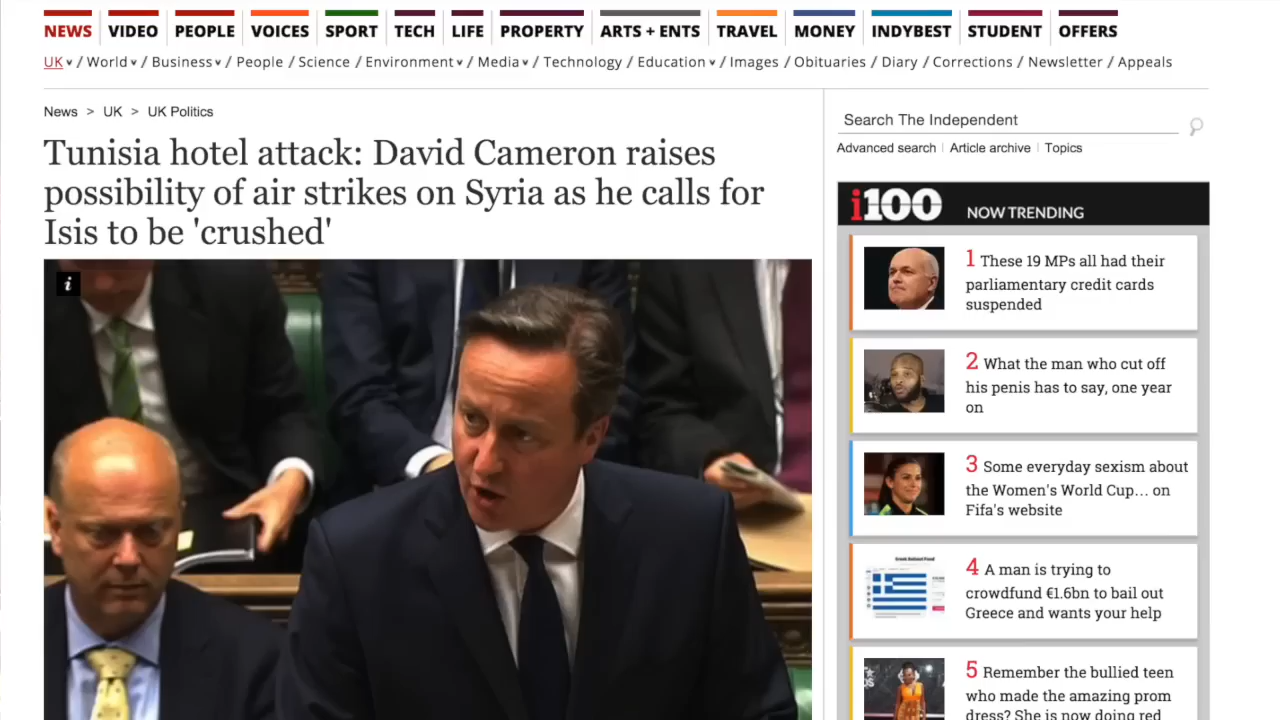 NEWS VIDEO PEOPLE VOICES SPORT TECH LIFE PROPERTY ARTS + ENTS TRAVEL MONEY INDYBEST STUDENT OFFERS
UK / World / Business / People / Science / Environment / Media / Technology / Education / Images / Obituaries / Diary / Corrections / Newsletter / Appeals
News > UK > UK Politics
Tunisia hotel attack: David Cameron raises
possibility of air strikes on Syria as he calls for
Isis to be 'crushed'
i
Search The Independent
Advanced search | Article archive | Topics
i100 NOW TRENDING
1 These 19 MPs all had their
parliamentary credit cards
suspended
2 What the man who cut off
his penis has to say, one year
on
3 Some everyday sexism about
the Women's World Cup... on
Fifa's website
4 A man is trying to
crowdfund €1.6bn to bail out
Greece and wants your help
5 Remember the bullied teen
who made the amazing prom
dress? She is now doing red